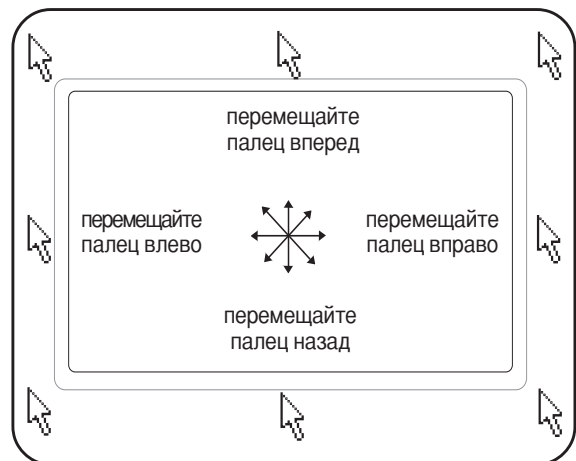 перемещайте
палец вперед
перемещайте
палец влево
перемещайте
палец вправо
перемещайте
палец назад